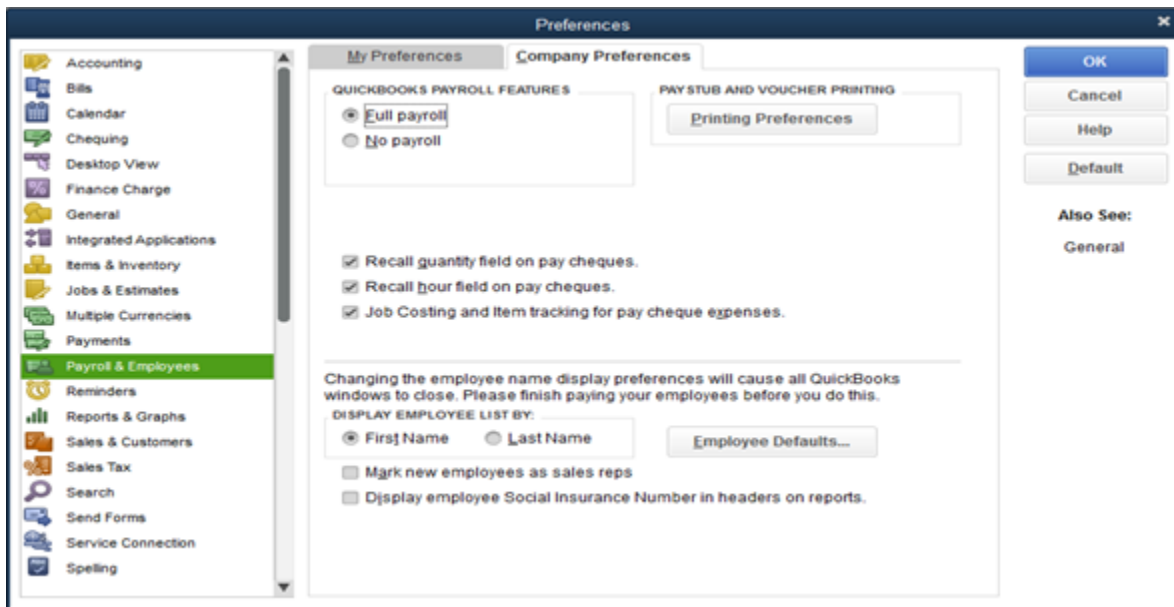 Preferences
Accounting
Bills
Calendar
Chequing
Desktop View
Finance Charge
General
Integrated Applications
Items & Inventory
Jobs & Estimates
Multiple Currencies
Payments
Payroll & Employees
Reminders
Reports & Graphs
Sales & Customers
Sales Tax
Search
Send Forms
Service Connection
Spelling
My Preferences
Company Preferences
QUICKBOOKS PAYROLL FEATURES
Full payroll
No payroll
PAY STUB AND VOUCHER PRINTING
Printing Preferences
Recall quantity field on pay cheques.
Recall hour field on pay cheques.
Job Costing and Item tracking for pay cheque expenses.
Changing the employee name display preferences will cause all QuickBooks
windows to close. Please finish paying your employees before you do this.
DISPLAY EMPLOYEE LIST BY:
First Name
Last Name
Employee Defaults...
Mark new employees as sales reps
Display employee Social Insurance Number in headers on reports.
OK
Cancel
Help
Default
Also See:
General